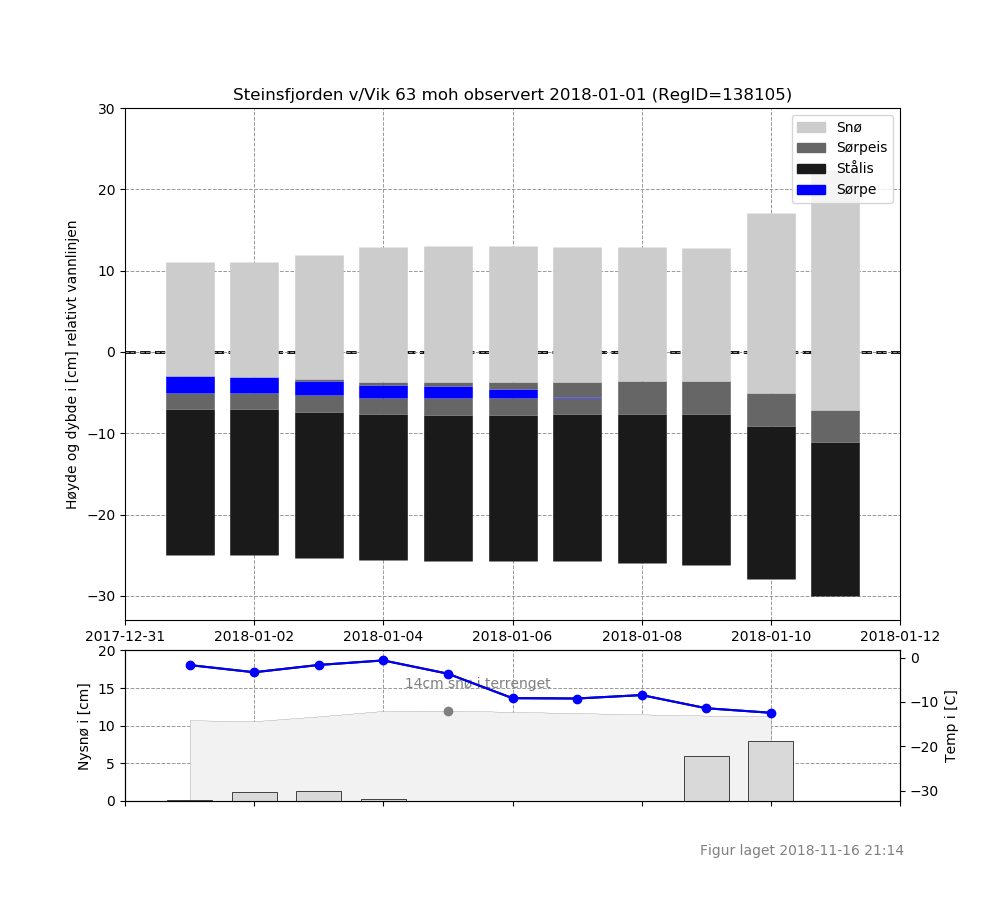 Steinsfjorden v/Vik 63 moh observert 2018-01-01 (RegID=138105)
Høyde og dybde i [cm] relativt vannlinjen
30
20
10
0
−10
−20
−30
Snø
Sørpeis
Stålis
Sørpe
2017-12-31 2018-01-02 2018-01-04 2018-01-06 2018-01-08 2018-01-10 2018-01-12
Nysnø i [cm]
20
15
10
5
0
14cm snø i terrenget
0
−10
−20
−30
Temp i [C]
Figur laget 2018-11-16 21:14